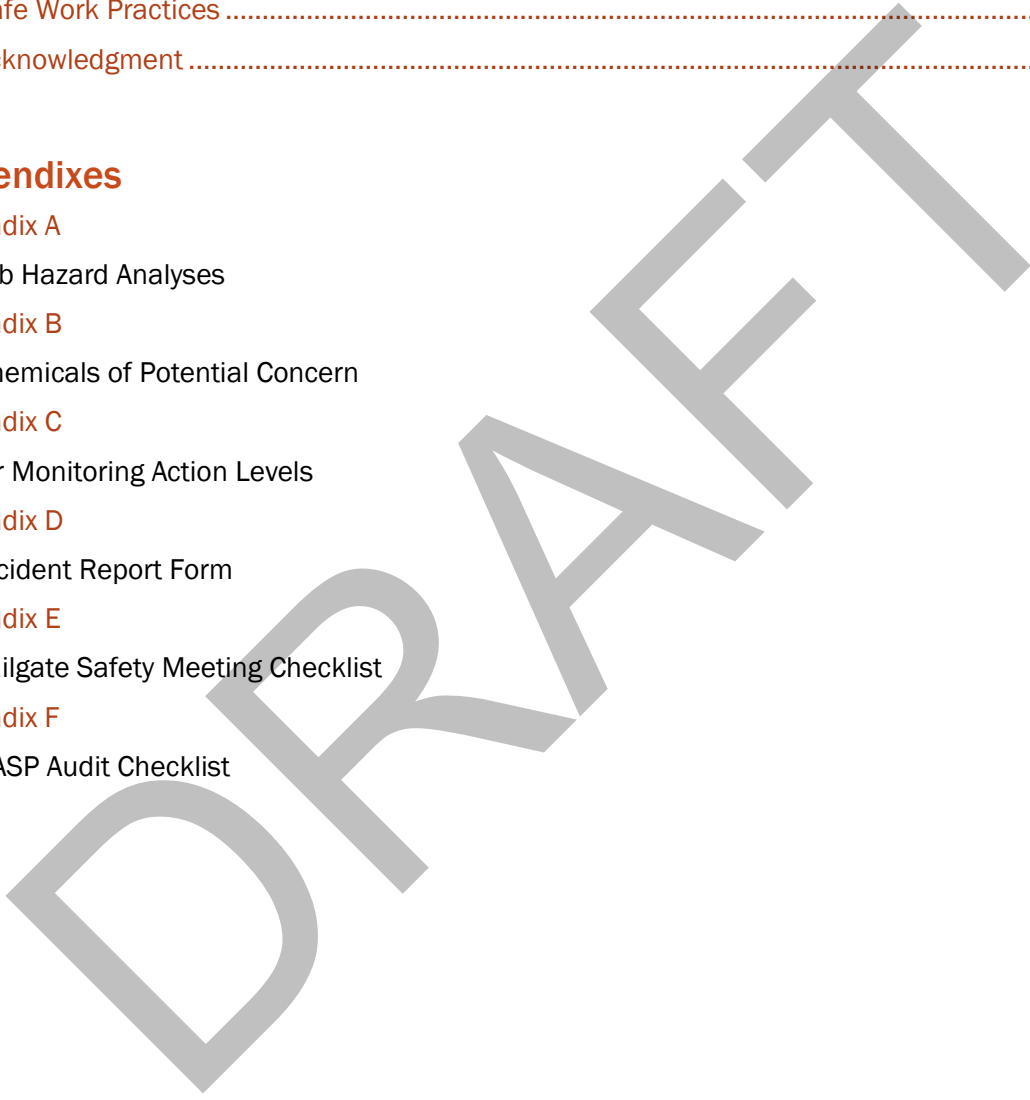 afe Work Practices ....................................................................................................................
cknowledgment .........................................................................................................................
endixes
dix A
b Hazard Analyses
dix B
hemicals of Potential Concern
dix C
r Monitoring Action Levels
dix D
cident Report Form
dix E
ilgate Safety Meeting Checklist
dix F
ASP Audit Checklist
DRAFT